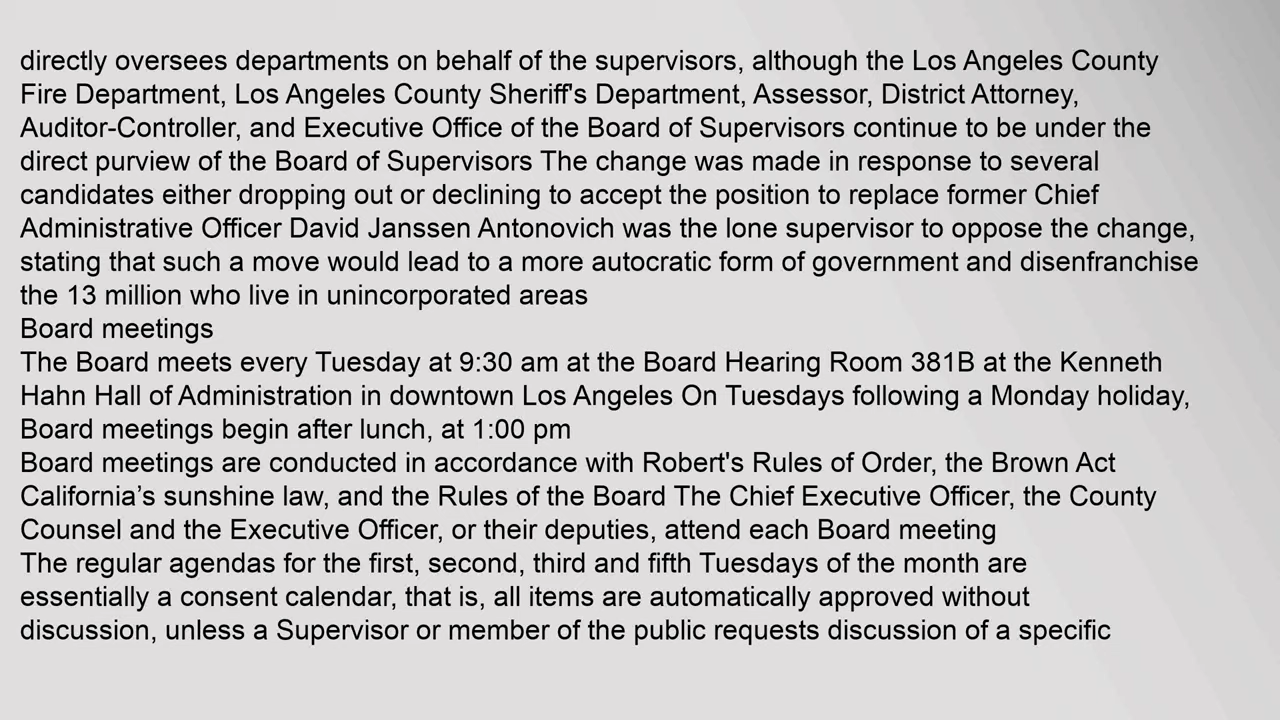 directly oversees departments on behalf of the supervisors, although the Los Angeles County
Fire Department, Los Angeles County Sheriff's Department, Assessor, District Attorney,
Auditor-Controller, and Executive Office of the Board of Supervisors continue to be under the
direct purview of the Board of Supervisors The change was made in response to several
candidates either dropping out or declining to accept the position to replace former Chief
Administrative Officer David Janssen Antonovich was the lone supervisor to oppose the change,
stating that such a move would lead to a more autocratic form of government and disenfranchise
the 13 million who live in unincorporated areas
Board meetings
The Board meets every Tuesday at 9:30 am at the Board Hearing Room 381B at the Kenneth
Hahn Hall of Administration in downtown Los Angeles On Tuesdays following a Monday holiday,
Board meetings begin after lunch, at 1:00 pm
Board meetings are conducted in accordance with Robert's Rules of Order, the Brown Act
California’s sunshine law, and the Rules of the Board The Chief Executive Officer, the County
Counsel and the Executive Officer, or their deputies, attend each Board meeting
The regular agendas for the first, second, third and fifth Tuesdays of the month are
essentially a consent calendar, that is, all items are automatically approved without
discussion, unless a Supervisor or member of the public requests discussion of a specific